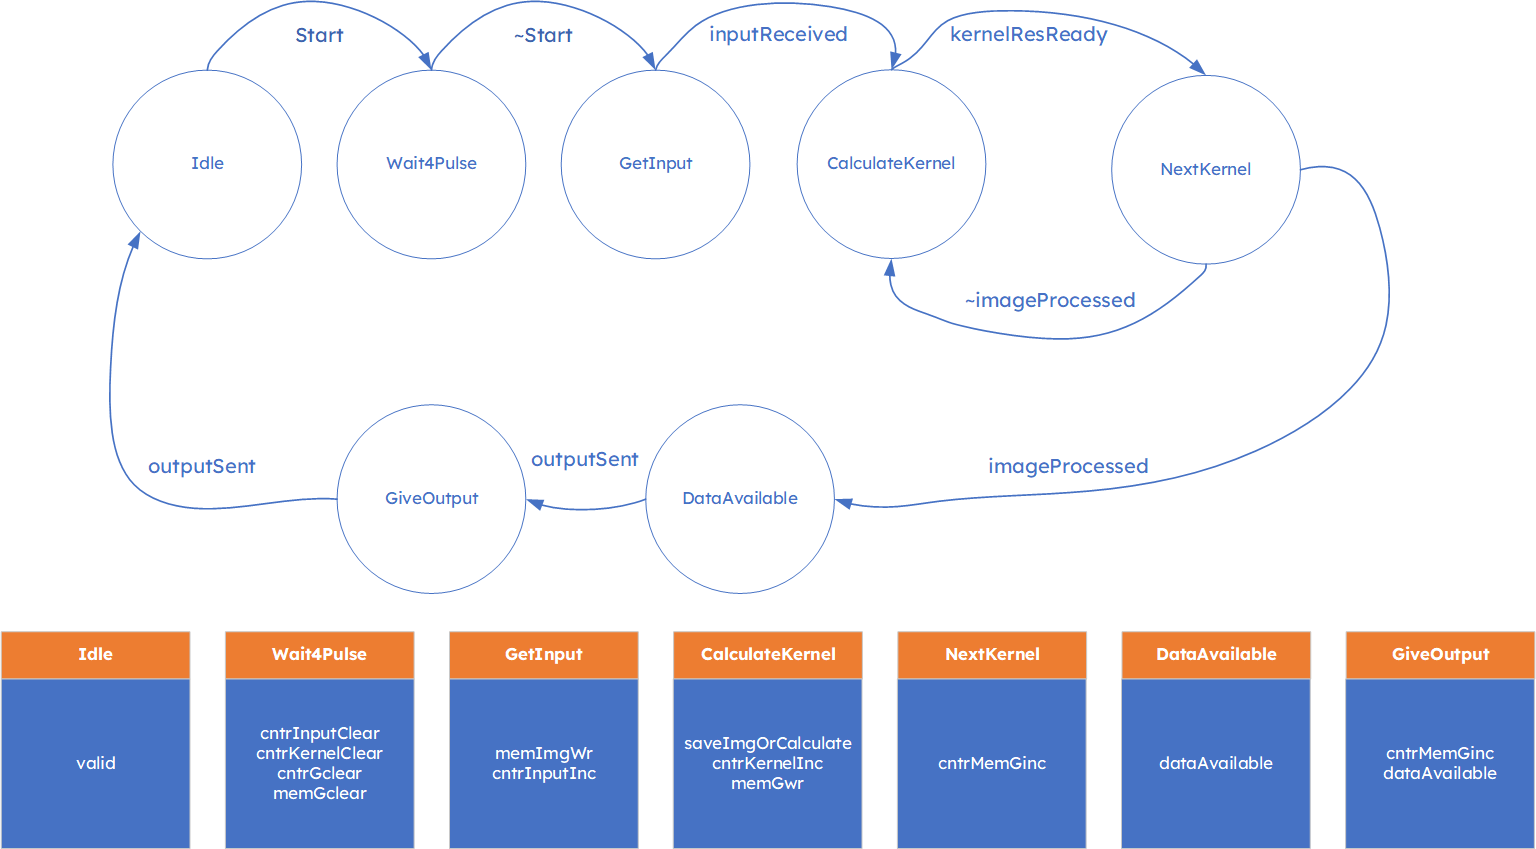 Start
~Start
inputReceived
kernelResReady
Idle
Wait4Pulse
GetInput
CalculateKernel
NextKernel
~imageProcessed
outputSent
outputSent
imageProcessed
GiveOutput
DataAvailable
Idle
valid
Wait4Pulse
cntrInputClear
cntrKernelClear
cntrGclear
memGclear
GetInput
memImgWr
cntrInputInc
CalculateKernel
saveImgOrCalculate
cntrKernelInc
memGwr
NextKernel
cntrMemGinc
DataAvailable
dataAvailable
GiveOutput
cntrMemGinc
dataAvailable